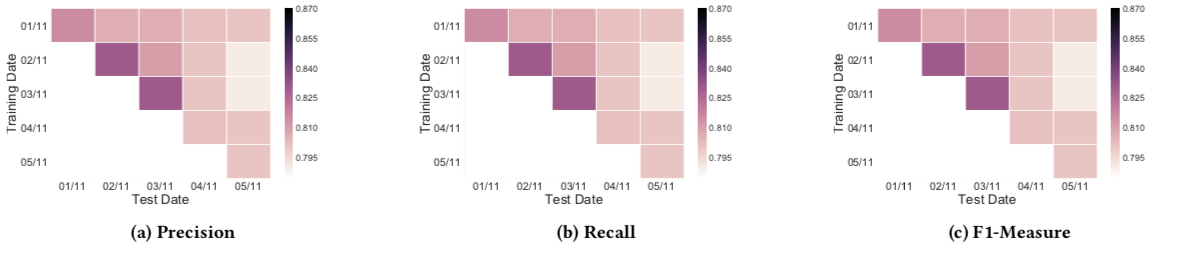 0.870
01/11
0.855
02/11
0.840
03/11
0.825
04/11
0.810
05/11
0.795
Training Date
01/11 02/11 03/11 04/11 05/11
Test Date
(a) Precision
0.870
01/11
0.855
02/11
0.840
03/11
0.825
04/11
0.810
05/11
0.795
Training Date
01/11 02/11 03/11 04/11 05/11
Test Date
(b) Recall
0.870
01/11
0.855
02/11
0.840
03/11
0.825
04/11
0.810
05/11
0.795
Training Date
01/11 02/11 03/11 04/11 05/11
Test Date
(c) F1-Measure